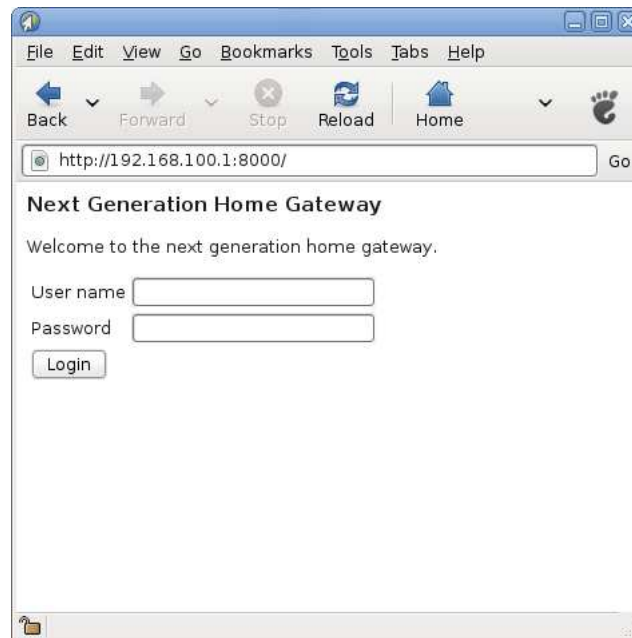 File Edit View Go Bookmarks Tools Tabs Help
Back Forward Stop Reload Home
http://192.168.100.1:8000/ Go
Next Generation Home Gateway
Welcome to the next generation home gateway.
User name
Password
Login